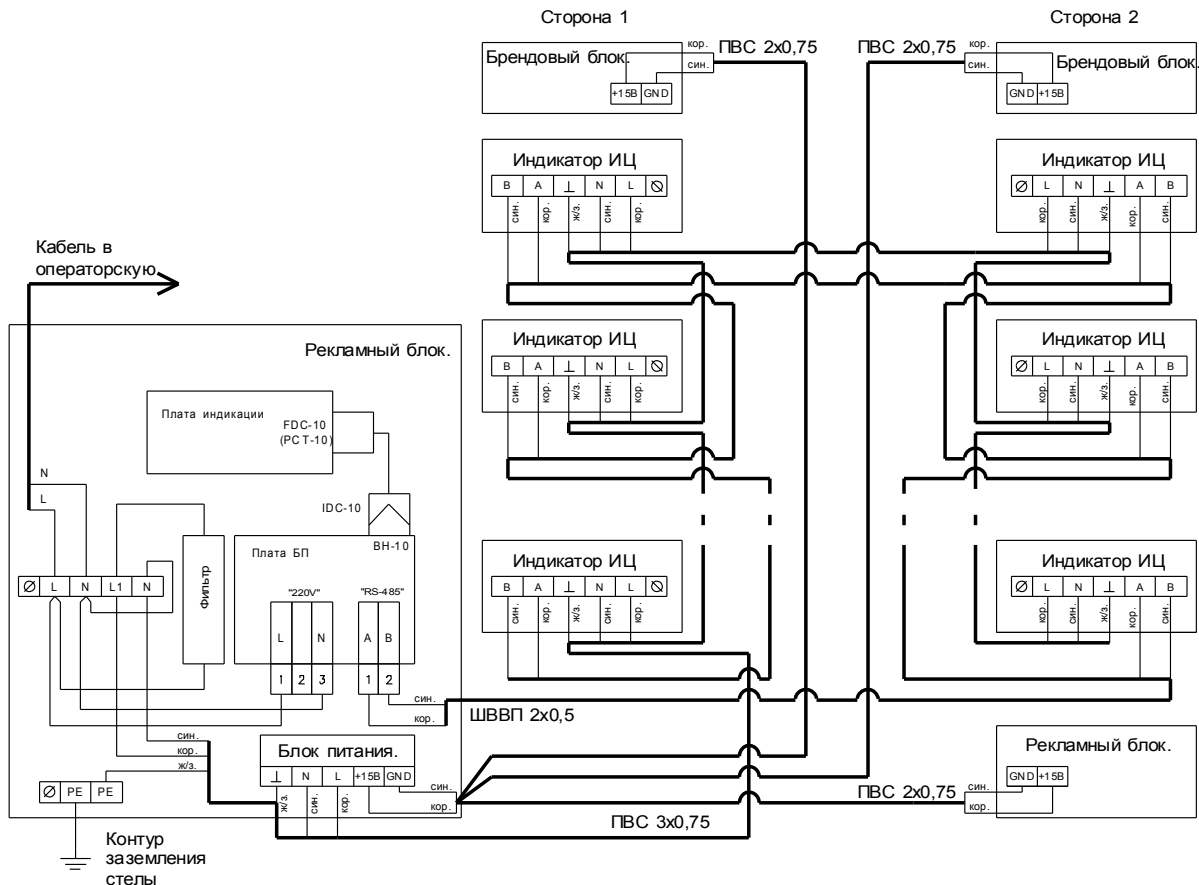 Сторона 1
Сторона 2
Брендовый блок.
+15В GND
кор.
син.
ПВС 2х0,75
ПВС 2х0,75
кор.
син.
Брендовый блок.
GND +15В
Индикатор ИЦ
B A ⊥ N L
син. кор. ж/з. син. кор.
Индикатор ИЦ
L N ⊥ A B
кор. син. ж/з. кор. син.
Кабель в
операторскую
Индикатор ИЦ
B A ⊥ N L
син. кор. ж/з. син. кор.
Индикатор ИЦ
L N ⊥ A B
кор. син. ж/з. кор. син.
Рекламный блок.
Плата индикации
FDC-10
(РСТ-10)
N
L
IDC-10
BH-10
Плата БП
L N L1 N
Фильтр
"220V"
"RS-485"
L N
A B
1 2 3
1 2
Индикатор ИЦ
B A ⊥ N L
син. кор. ж/з. син. кор.
Индикатор ИЦ
L N ⊥ A B
кор. син. ж/з. кор. син.
син.
кор.
ШВВП 2х0,5
син.
кор.
ж/з.
Блок питания.
⊥ N L +15В GND
ж/з. син. кор.
син.
кор.
PE PE
Контур
заземления
стелы
ПВС 3х0,75
ПВС 2х0,75
син.
кор.
Рекламный блок.
GND +15В